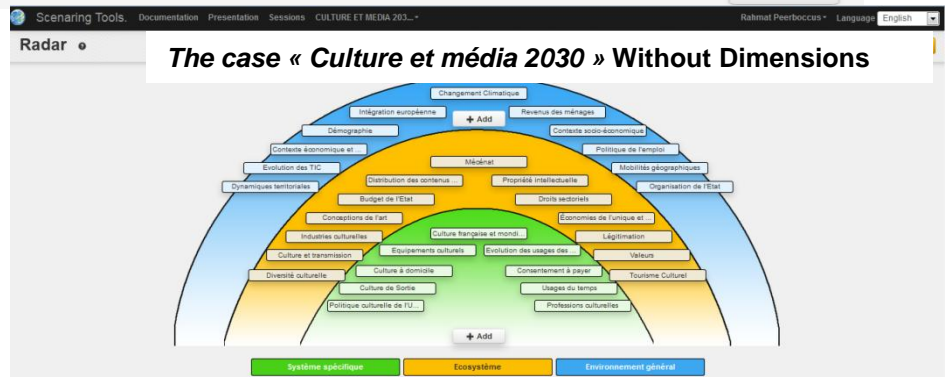 Scenaring Tools. Documentation Presentation Sessions CULTURE ET MEDIA 203... Rahmat Peerboccus Language English
Radar
The case « Culture et média 2030 » Without Dimensions
Changement Climatique
Intégration européenne
Revenus des ménages
+ Add
Démographie
Contexte socio-économique
Contexte économique et ...
Politique de l'emploi
Evolution des TIC
Mécénat
Mobilités géographiques
Dynamiques territoriales
Distribution des contenus ...
Propriété intellectuelle
Organisation de l'Etat
Budget de l'Etat
Droits sectoriels
Conceptions de l'art
Économies de l'unique et ...
Industries culturelles
Culture française et mondi...
Légitimation
Culture et transmission
Equipements culturels
Evolution des usages des ...
Valeurs
Diversité culturelle
Culture à domicile
Consentement à payer
Tourisme Culturel
Culture de Sortie
Usages du temps
Politique culturelle de l'U...
Professions culturelles
+ Add
Système spécifique
Ecosystème
Environnement général